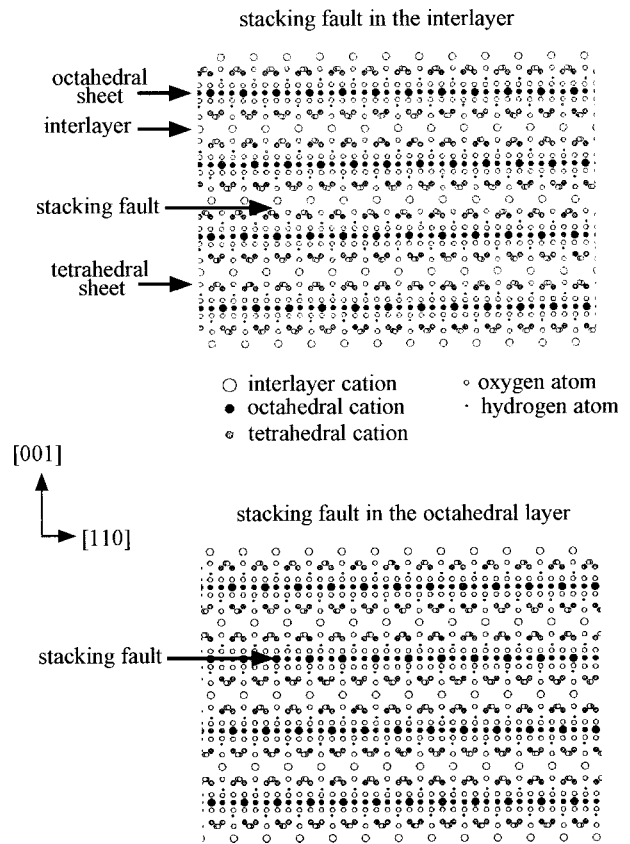 stacking fault in the interlayer
octahedral
sheet
interlayer
stacking fault
tetrahedral
sheet
interlayer cation
oxygen atom
octahedral cation
hydrogen atom
tetrahedral cation
[001]
[110]
stacking fault in the octahedral layer
stacking fault